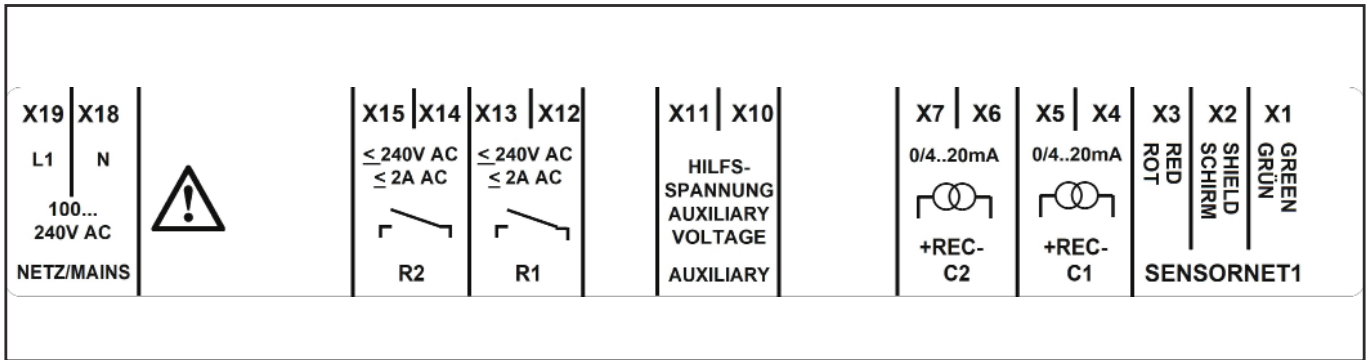 X19 X18
L1 N
100...
240V AC
NETZ/MAINS
X15 X14
≤ 240V AC
≤ 2A AC
R2
X13 X12
≤ 240V AC
≤ 2A AC
R1
X11 X10
HILFS-
SPANNUNG
AUXILIARY
VOLTAGE
AUXILIARY
X7 X6
0/4..20mA
+REC-
C2
X5 X4
0/4..20mA
+REC-
C1
X3 X2 X1
RED
ROT
SHIELD
SCHIRM
GREEN
GRÜN
SENSORNET1